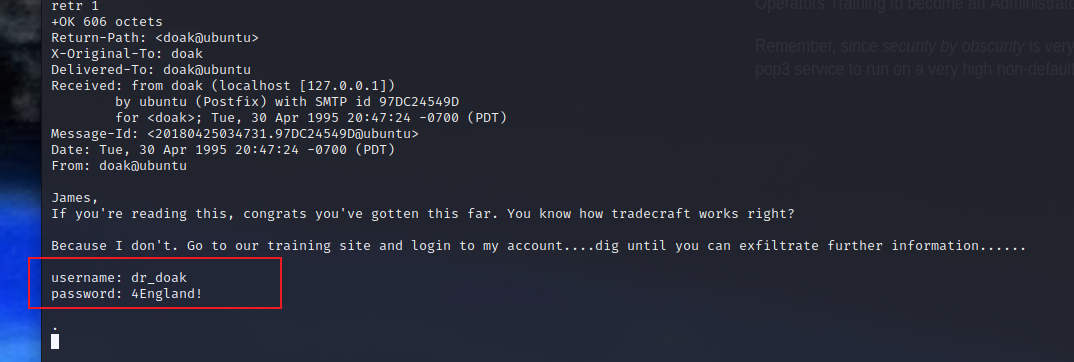 retr 1
+OK 606 octets
Return-Path: <doak@ubuntu>
X-Original-To: doak
Delivered-To: doak@ubuntu
Received: from doak (localhost [127.0.0.1])
        by ubuntu (Postfix) with SMTP id 97DC24549D
        for <doak>; Tue, 30 Apr 1995 20:47:24 -0700 (PDT)
Message-Id: <20180425034731.97DC24549D@ubuntu>
Date: Tue, 30 Apr 1995 20:47:24 -0700 (PDT)
From: doak@ubuntu

James,
If you're reading this, congrats you've gotten this far. You know how tradecraft works right?

Because I don't. Go to our training site and login to my account....dig until you can exfiltrate further information......

username: dr_doak
password: 4England!

.
Operators Training to become an Administrato
Remember, since security by obscurity is very
pop3 service to run on a very high non-default